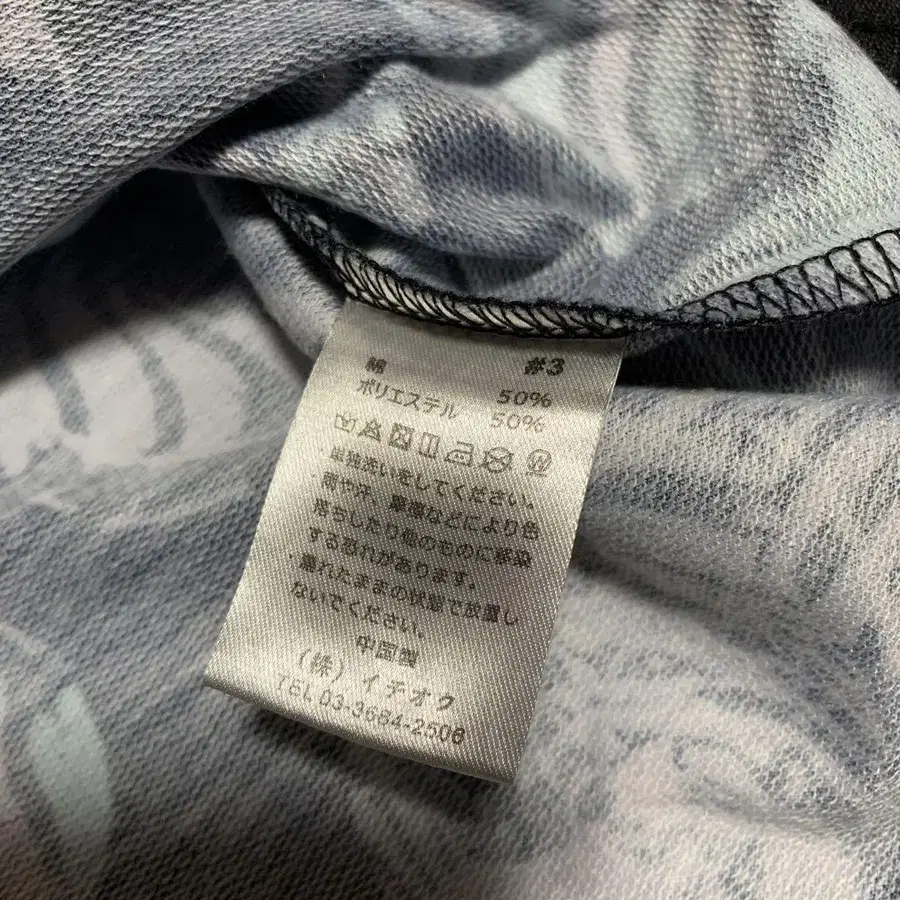 #3
綿 50%
ポリエステル 50%
・単独洗いをしてください。
・雨や汗、摩擦などにより色
落ちしたり他のものに移染
する恐れがあります。
・濡れたままの状態で放置し
ないでください。
中国製
(株) イチオク
TEL 03-3684-2506